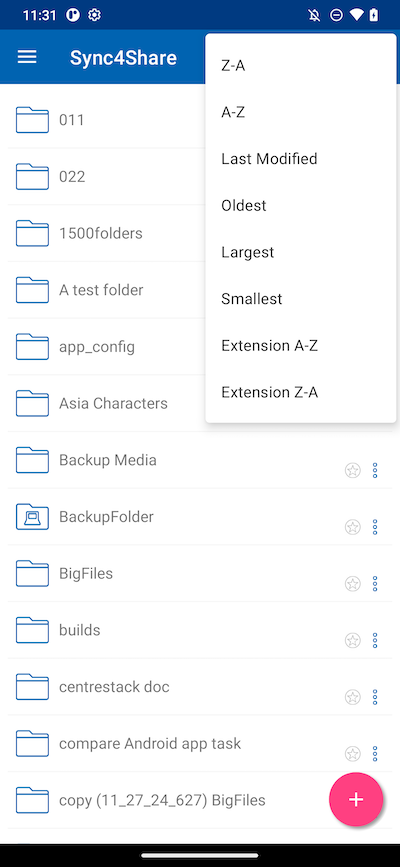 11:31
Sync4Share
Z-A
A-Z
Last Modified
Oldest
Largest
Smallest
Extension A-Z
Extension Z-A
011
022
1500folders
A test folder
app_config
Asia Characters
Backup Media
BackupFolder
BigFiles
builds
centrestack doc
compare Android app task
copy (11_27_24_627) BigFiles